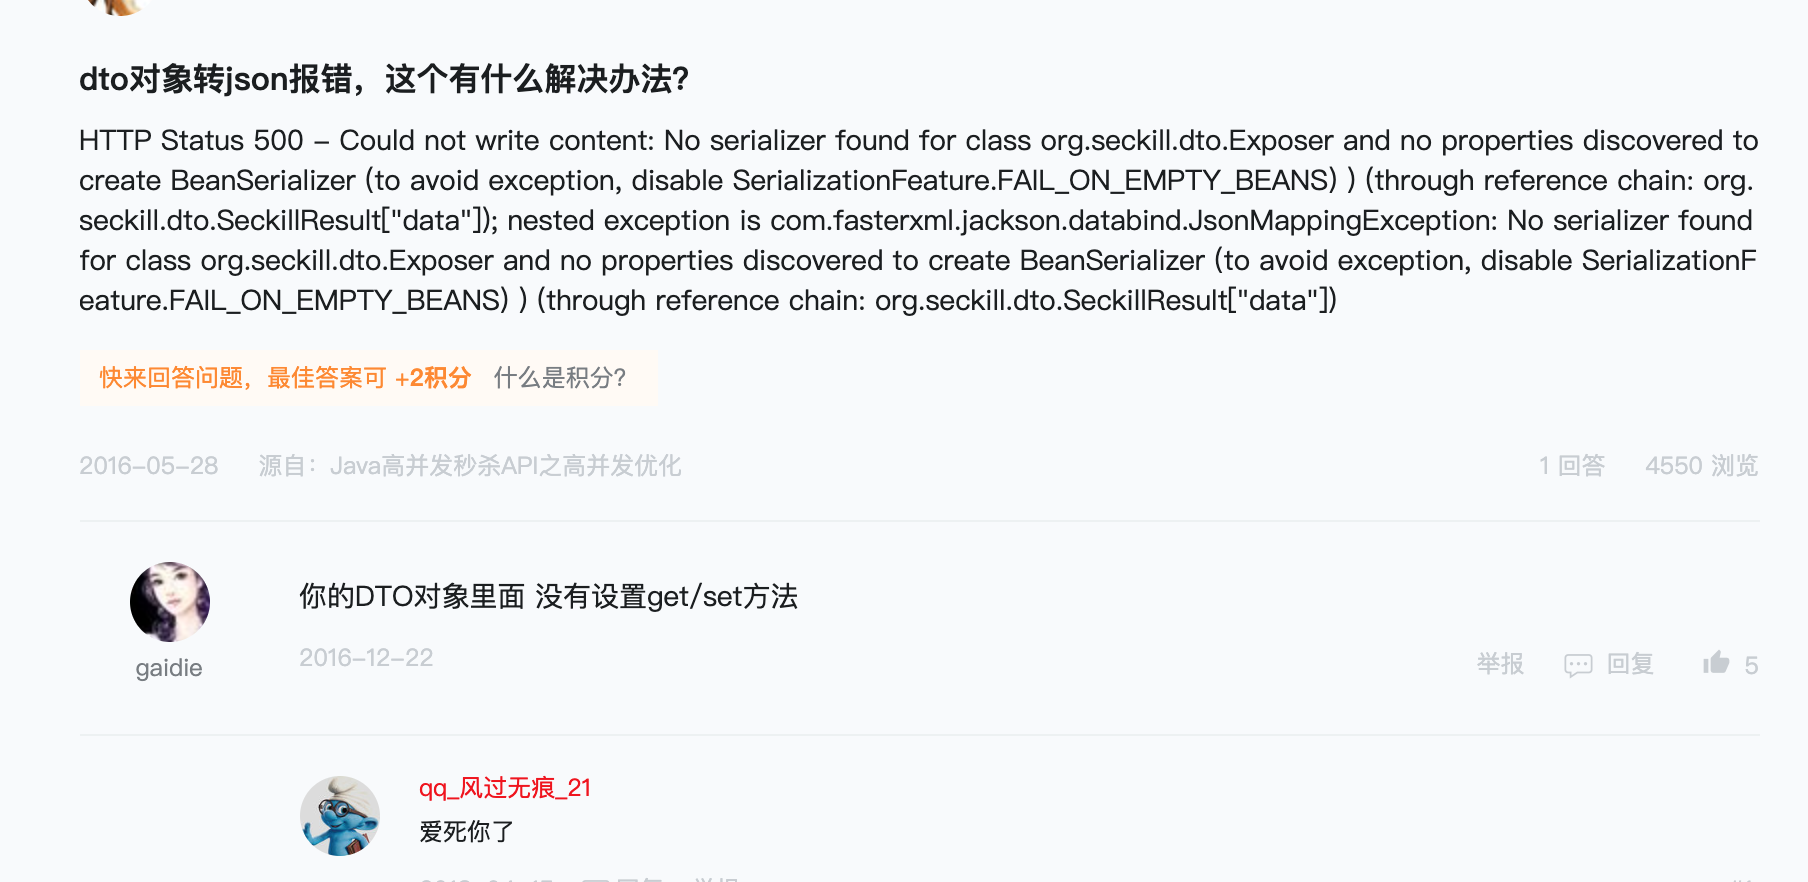 dto对象转json报错，这个有什么解决办法?
HTTP Status 500 - Could not write content: No serializer found for class org.seckill.dto.Exposer and no properties discovered to
create BeanSerializer (to avoid exception, disable SerializationFeature.FAIL_ON_EMPTY_BEANS) ) (through reference chain: org.
seckill.dto.SeckillResult["data"]); nested exception is com.fasterxml.jackson.databind.JsonMappingException: No serializer found
for class org.seckill.dto.Exposer and no properties discovered to create BeanSerializer (to avoid exception, disable SerializationF
eature.FAIL_ON_EMPTY_BEANS) ) (through reference chain: org.seckill.dto.SeckillResult["data"])
快来回答问题，最佳答案可 +2积分 什么是积分?
2016-05-28 源自：Java高并发秒杀API之高并发优化 1 回答 4550 浏览
你的DTO对象里面 没有设置get/set方法
gaidie
2016-12-22 举报 回复 5
qq_风过无痕_21
爱死你了